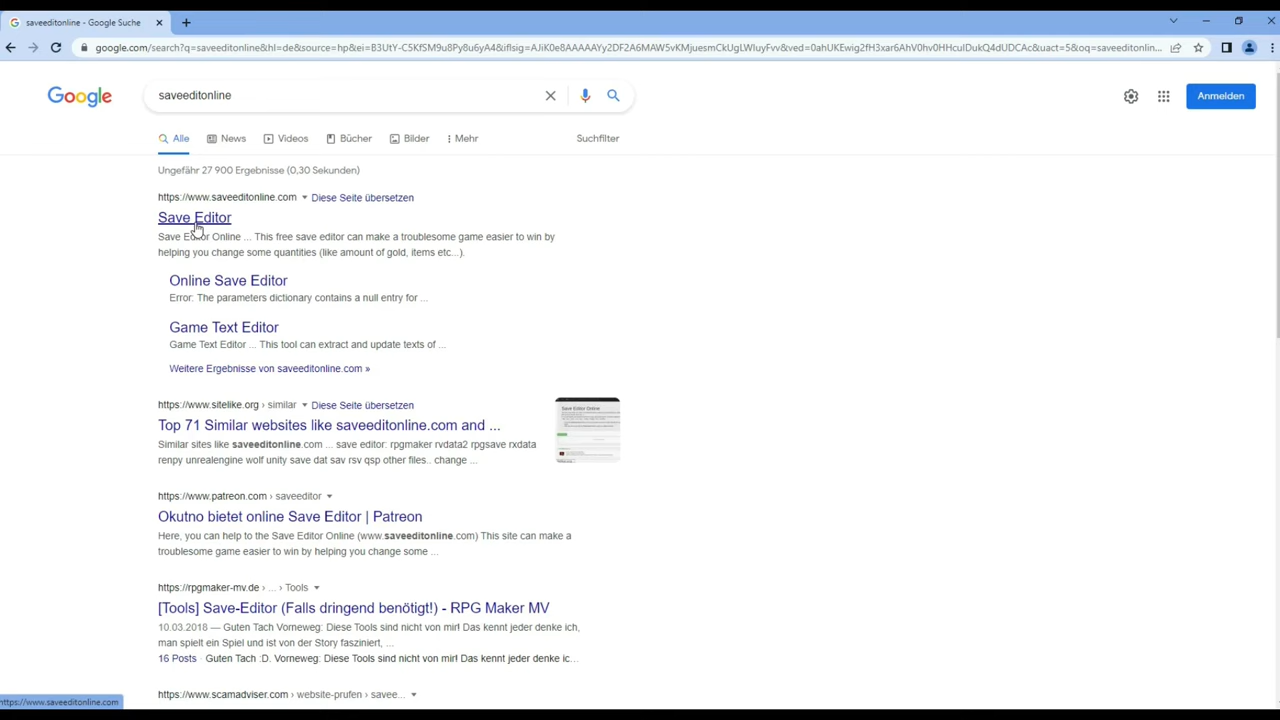 saveeditonline - Google Suche
google.com/search?q=saveeditonline&hl=de&source=hp&ei=B3UtY-C5KfSM9u8Py8u6yA4&iflsig=AJiK0e8AAAAAYy2DF2A6MAW5vKMjuesmCkUgLWIuyFvv&ved=0ahUKEwig2fH3xar6AhV0hv0HHcuIDukQ4dUDCAc&uact=5&oq=saveeditonlin...
Google
saveeditonline
Anmelden
Alle News Videos Bücher Bilder Mehr Suchfilter
Ungefähr 27 900 Ergebnisse (0,30 Sekunden)
https://www.saveeditonline.com Diese Seite übersetzen
Save Editor
Save Editor Online ... This free save editor can make a troublesome game easier to win by
helping you change some quantities (like amount of gold, items etc...).
Online Save Editor
Error: The parameters dictionary contains a null entry for ...
Game Text Editor
Game Text Editor ... This tool can extract and update texts of ...
Weitere Ergebnisse von saveeditonline.com »
https://www.sitelike.org › similar Diese Seite übersetzen
Top 71 Similar websites like saveeditonline.com and ...
Similar sites like saveeditonline.com ... save editor: rpgmaker rvdata2 rpgsave rxdata
renpy unrealengine wolf unity save dat sav rsv qsp other files.. change ...
Save Editor Online
https://www.patreon.com › saveeditor
Okutno bietet online Save Editor | Patreon
Here, you can help to the Save Editor Online (www.saveeditonline.com) This site can make a
troublesome game easier to win by helping you change some ...
https://rpgmaker-mv.de › ... › Tools
[Tools] Save-Editor (Falls dringend benötigt!) - RPG Maker MV
10.03.2018 — Guten Tach Vorneweg: Diese Tools sind nicht von mir! Das kennt jeder denke ich,
man spielt ein Spiel und ist von der Story fasziniert, ...
16 Posts · Guten Tach :D. Vorneweg: Diese Tools sind nicht von mir! Das kennt jeder denke ic...
https://www.scamadviser.com › website-prufen › savee...
https://www.saveeditonline.com